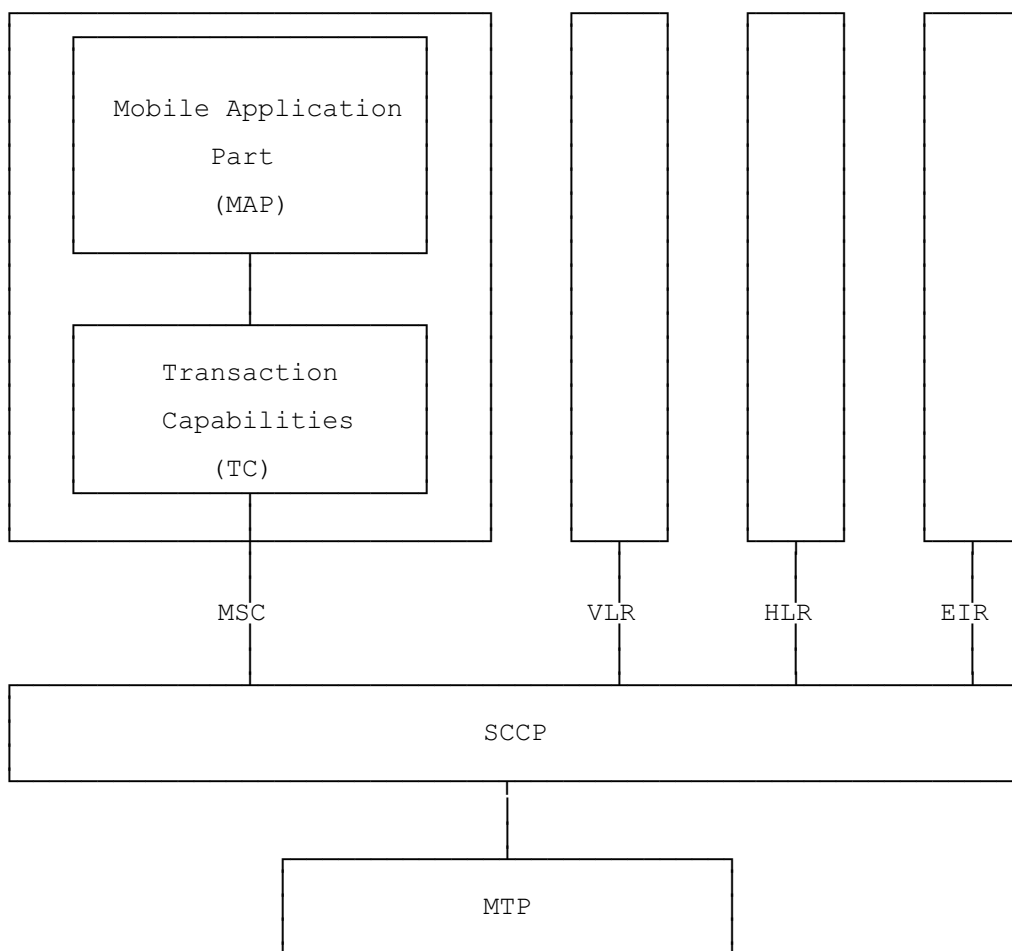 Mobile Application
Part
(MAP)
Transaction
Capabilities
(TC)
MSC
VLR
HLR
EIR
SCCP
MTP